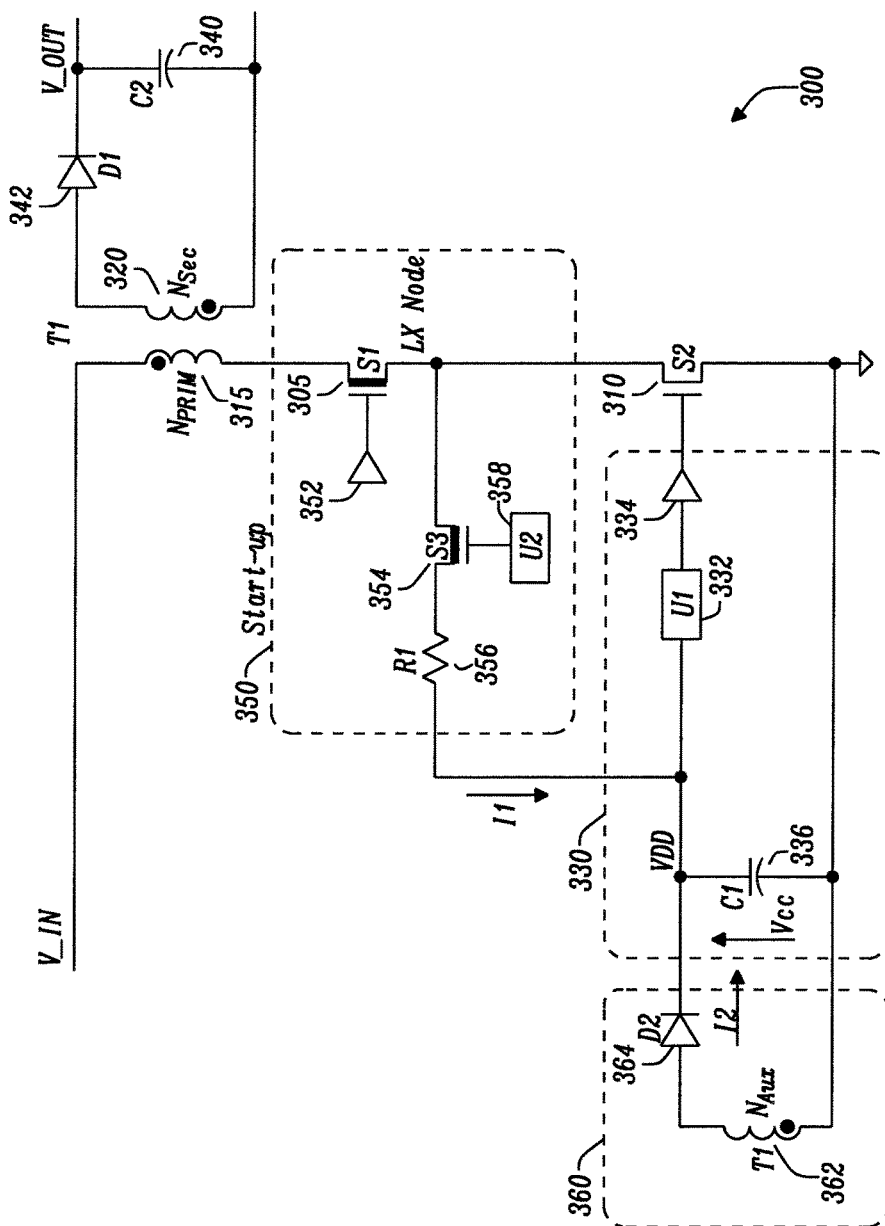 V_IN
T1
N_PRIM
315
320
N_Sec
342
D1
V_OUT
C2
340
300
350
Start-up
305
S1
LX Node
352
354
S3
358
U2
R1
356
I1
310
S2
330
334
U1
332
VDD
C1
336
Vcc
I2
360
364
D2
N_Aux
T1
362